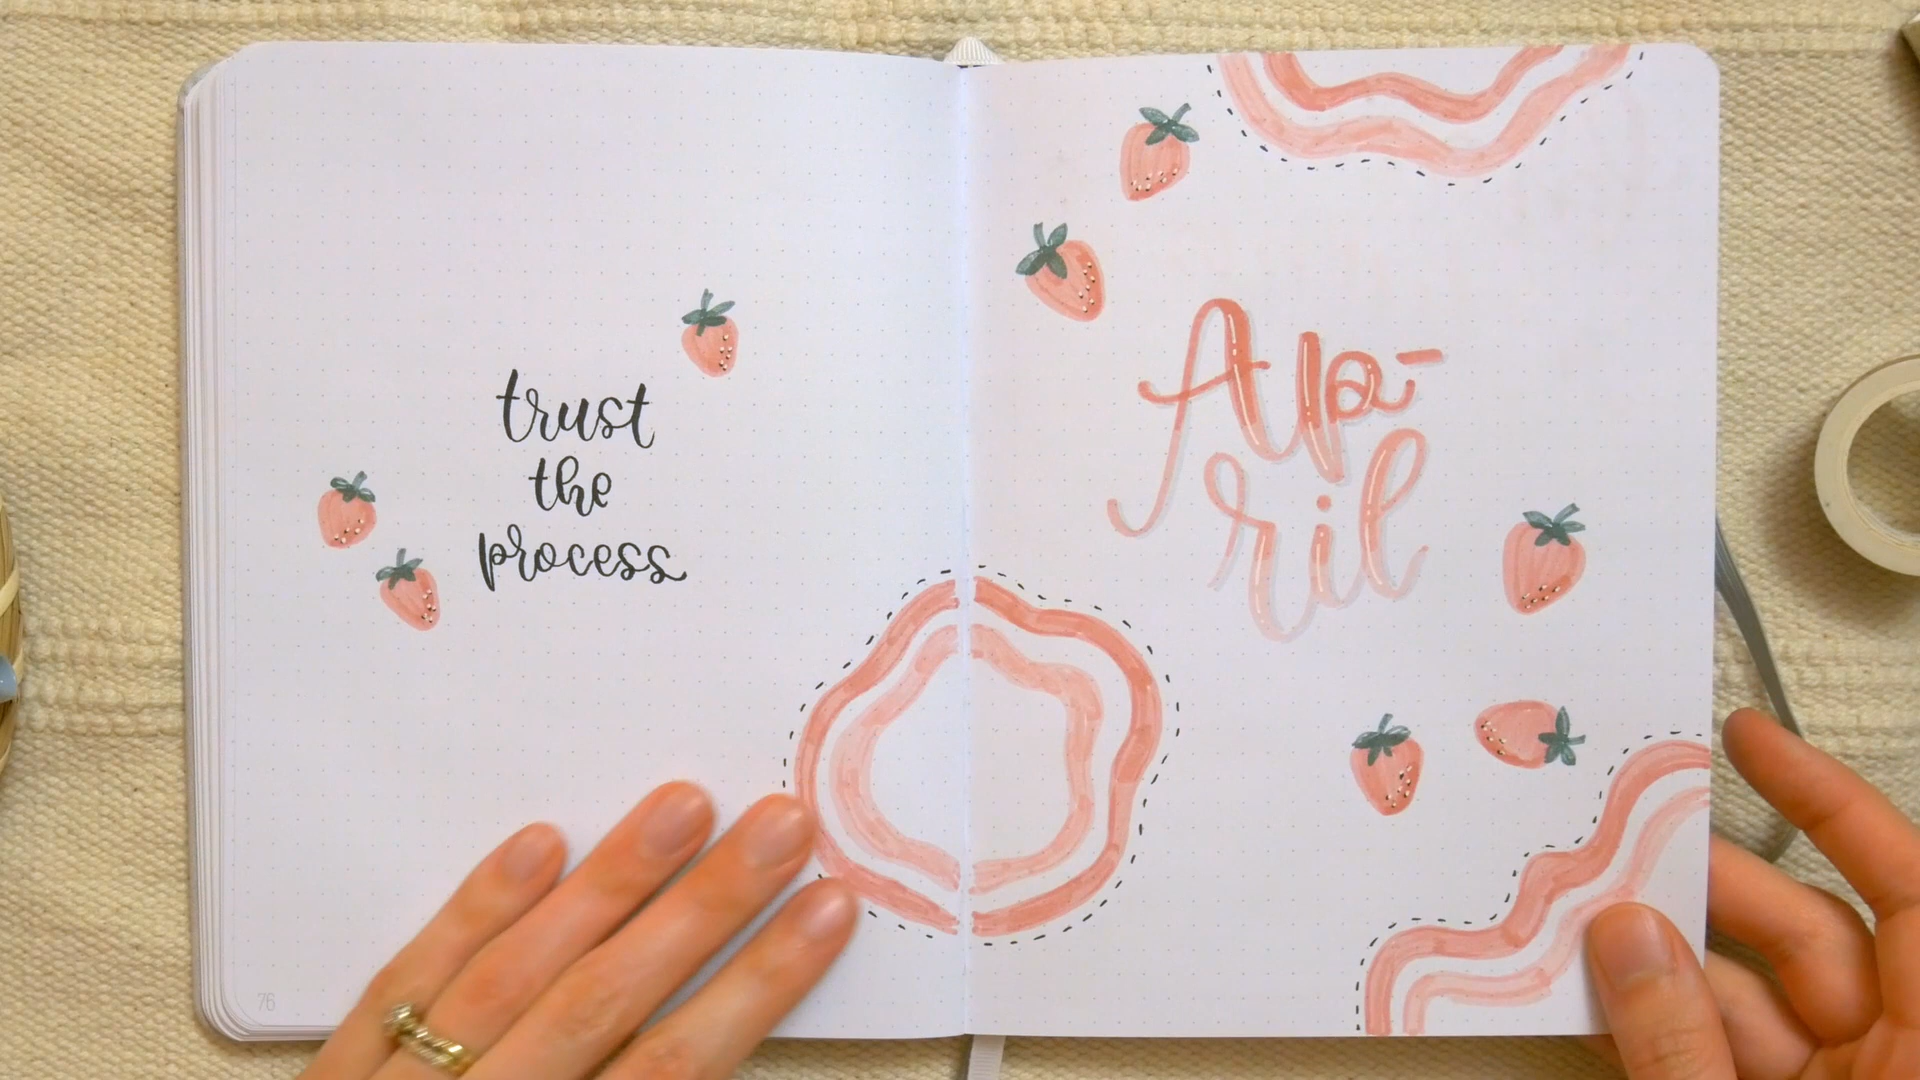 trust
the
process
76
Ap-
ril